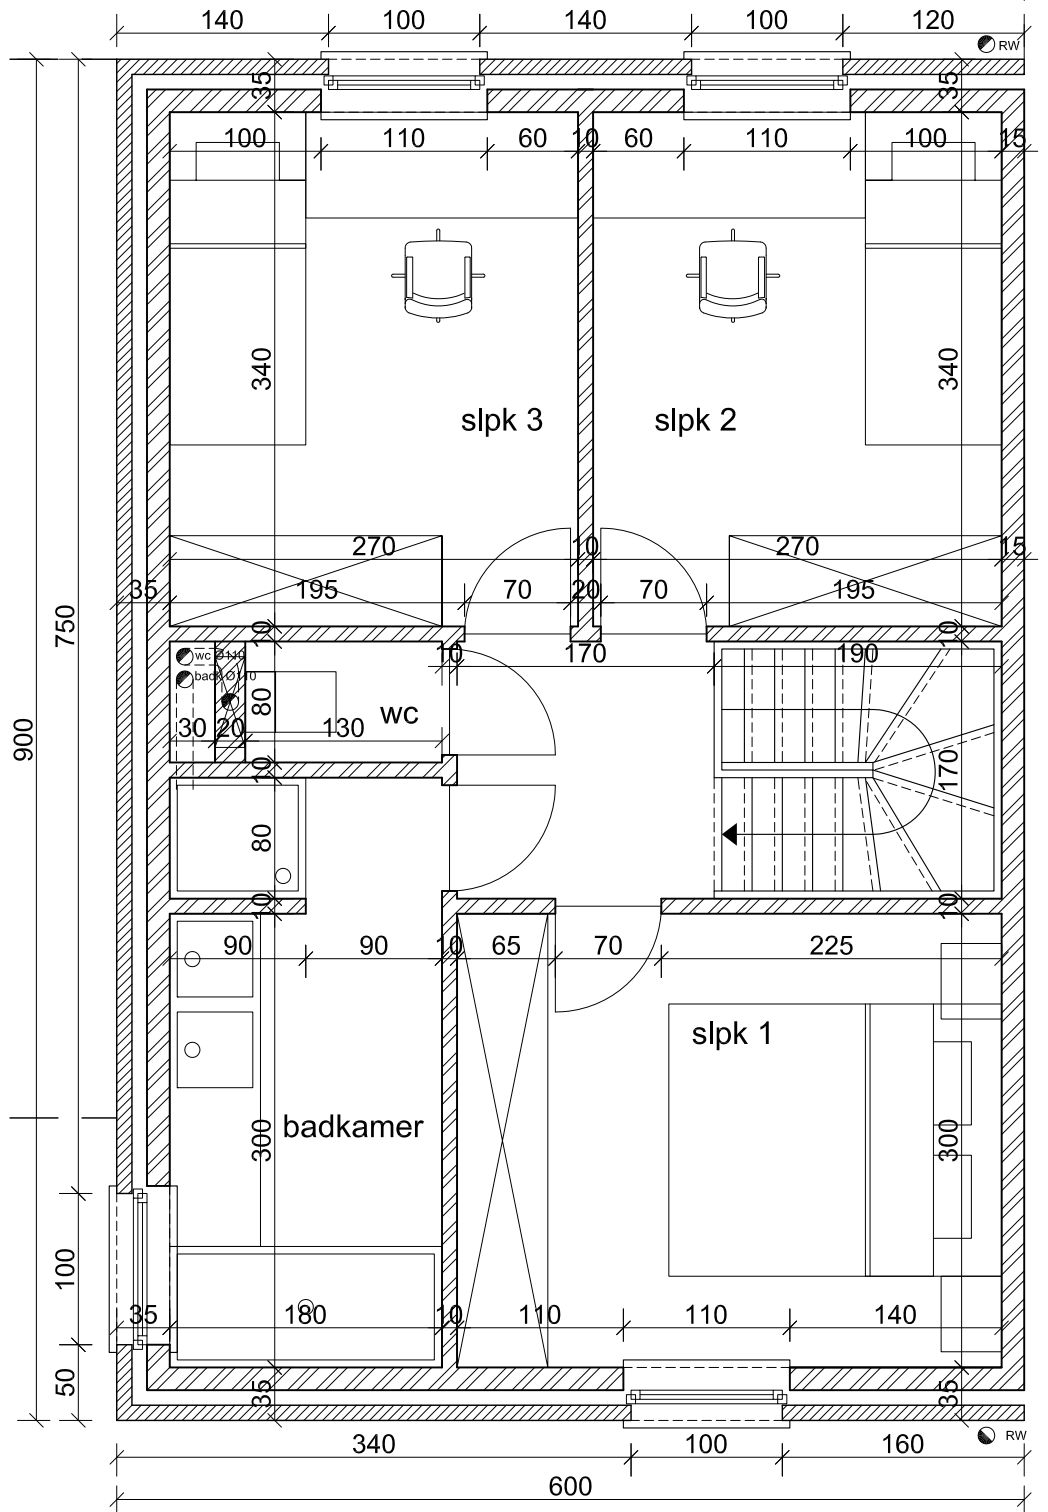 140 100 140 100 120
RW
35 35
100 110 60 10 60 110 100 15
340 340
slpk 3 slpk 2
270 10 270 15
35 195 70 20 70 195
750
10 10
wc Ø110
10 170 190
back Ø110
80
wc
30 20 130
900
10 170
80
10 10
90 90 10 65 70 225
slpk 1
badkamer
300 300
100
35 180 10 110 110 140
50
35 35
RW
340 100 160
600